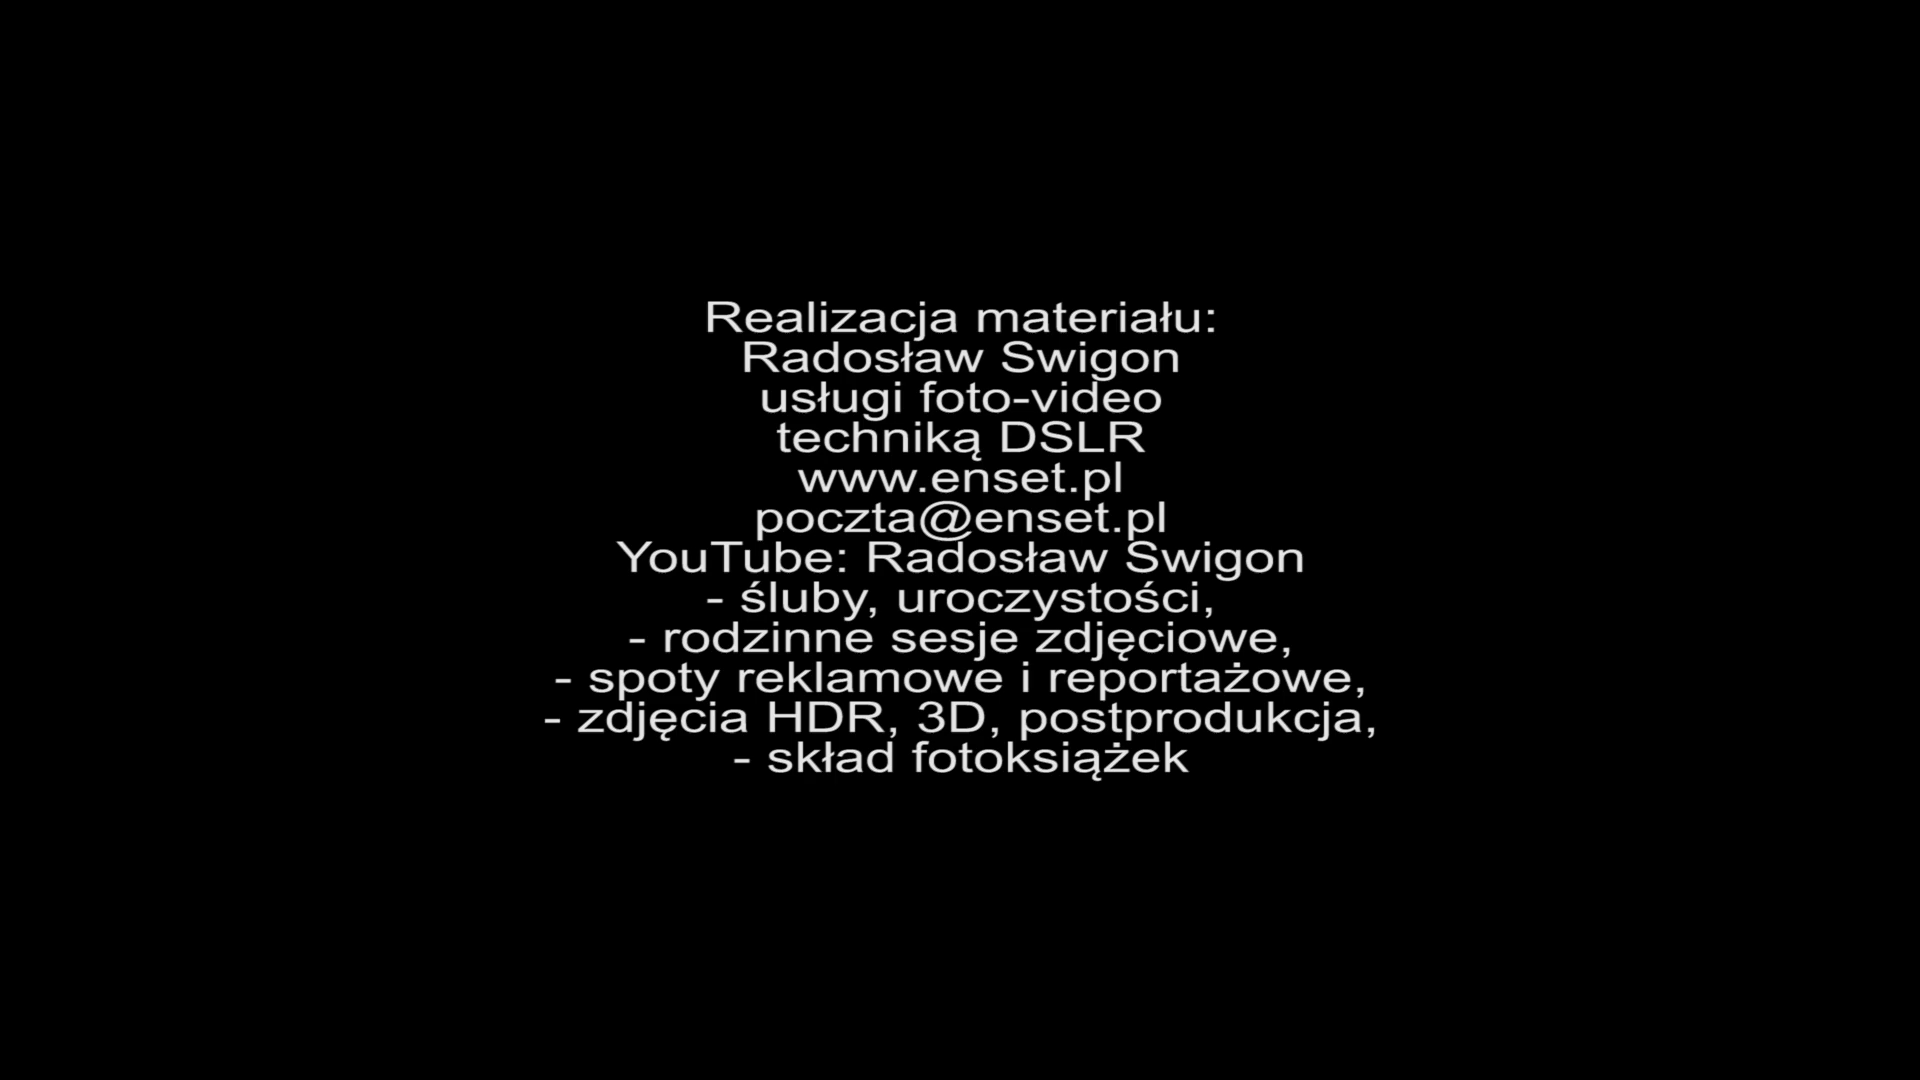 Realizacja materiału:
Radosław Swigon
usługi foto-video
techniką DSLR
www.enset.pl
poczta@enset.pl
YouTube: Radosław Swigon
- śluby, uroczystości,
- rodzinne sesje zdjęciowe,
- spoty reklamowe i reportażowe,
- zdjęcia HDR, 3D, postprodukcja,
- skład fotoksiążek